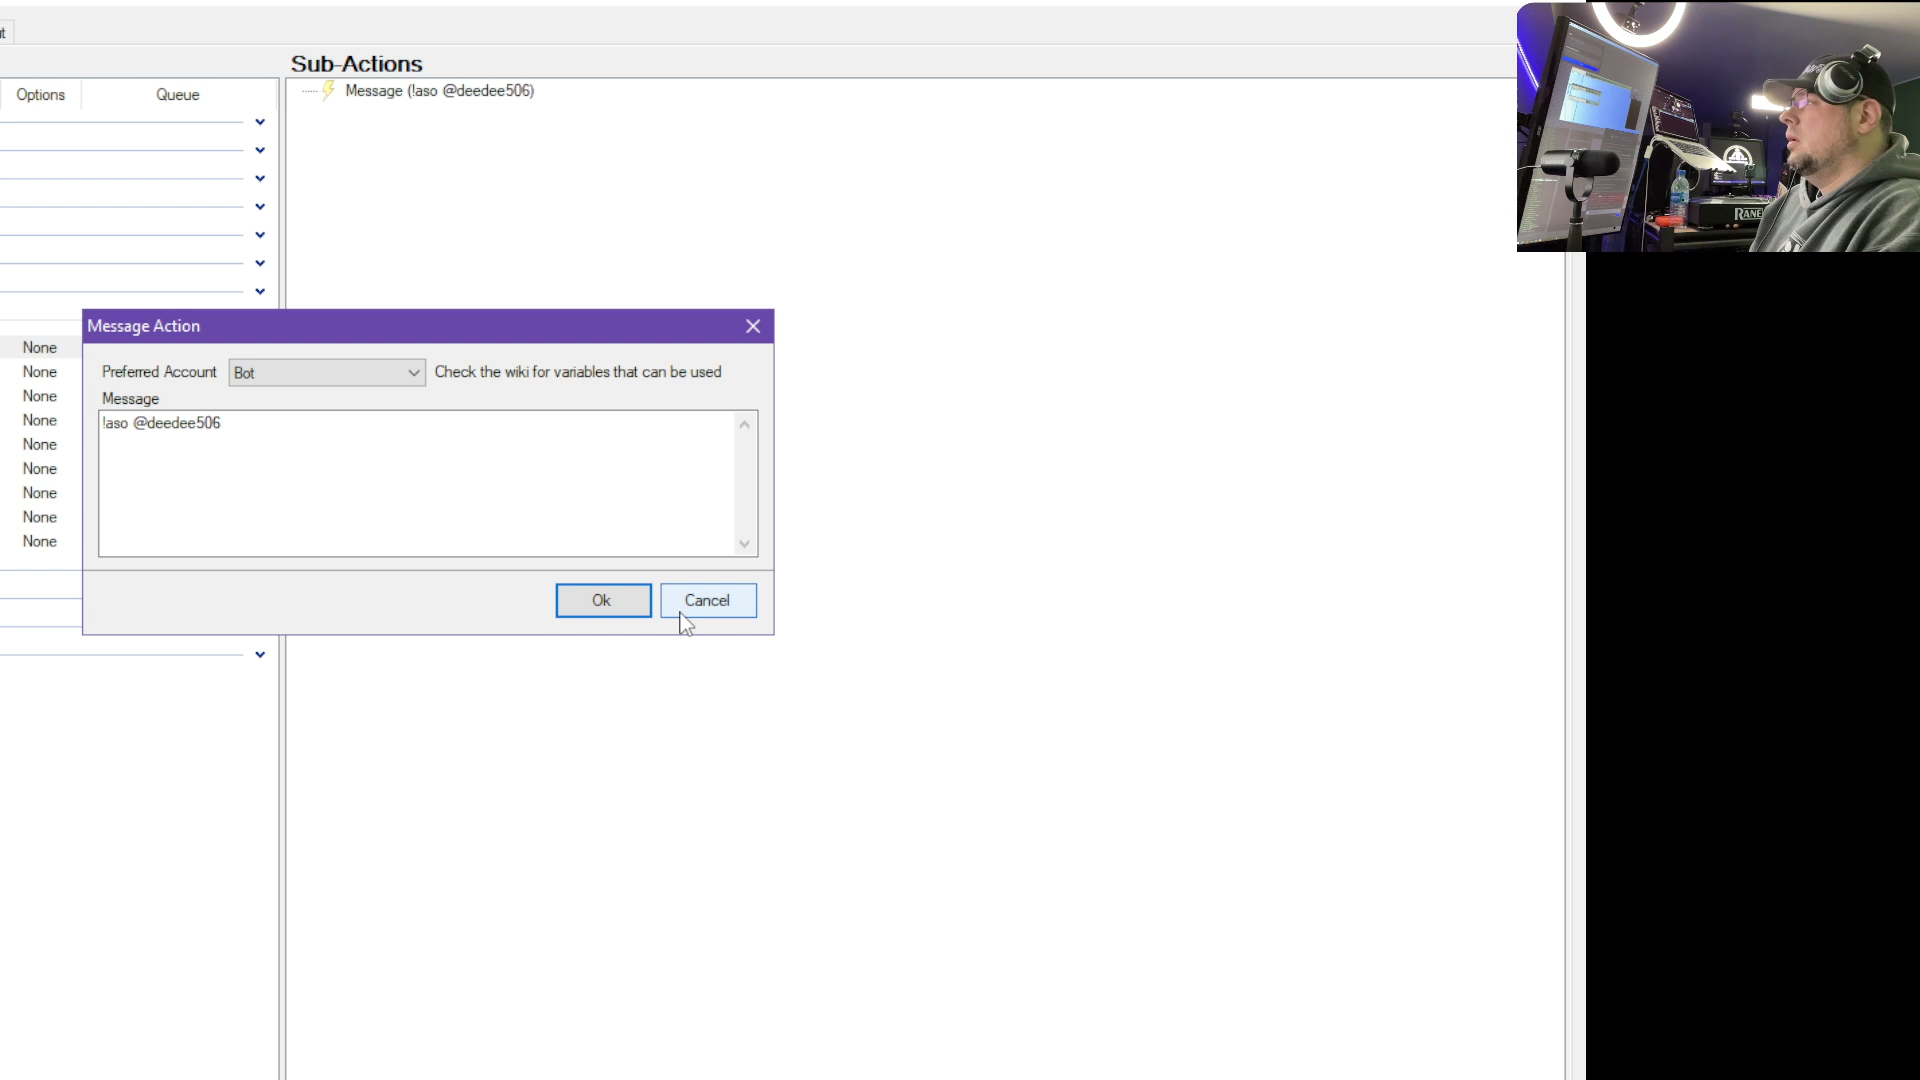 t
Sub-Actions
Options Queue
Message (!aso @deedee506)
Message Action
None
None
None
None
None
None
None
None
None
Preferred Account Bot Check the wiki for variables that can be used
Message
!aso @deedee506
Ok Cancel
RANE